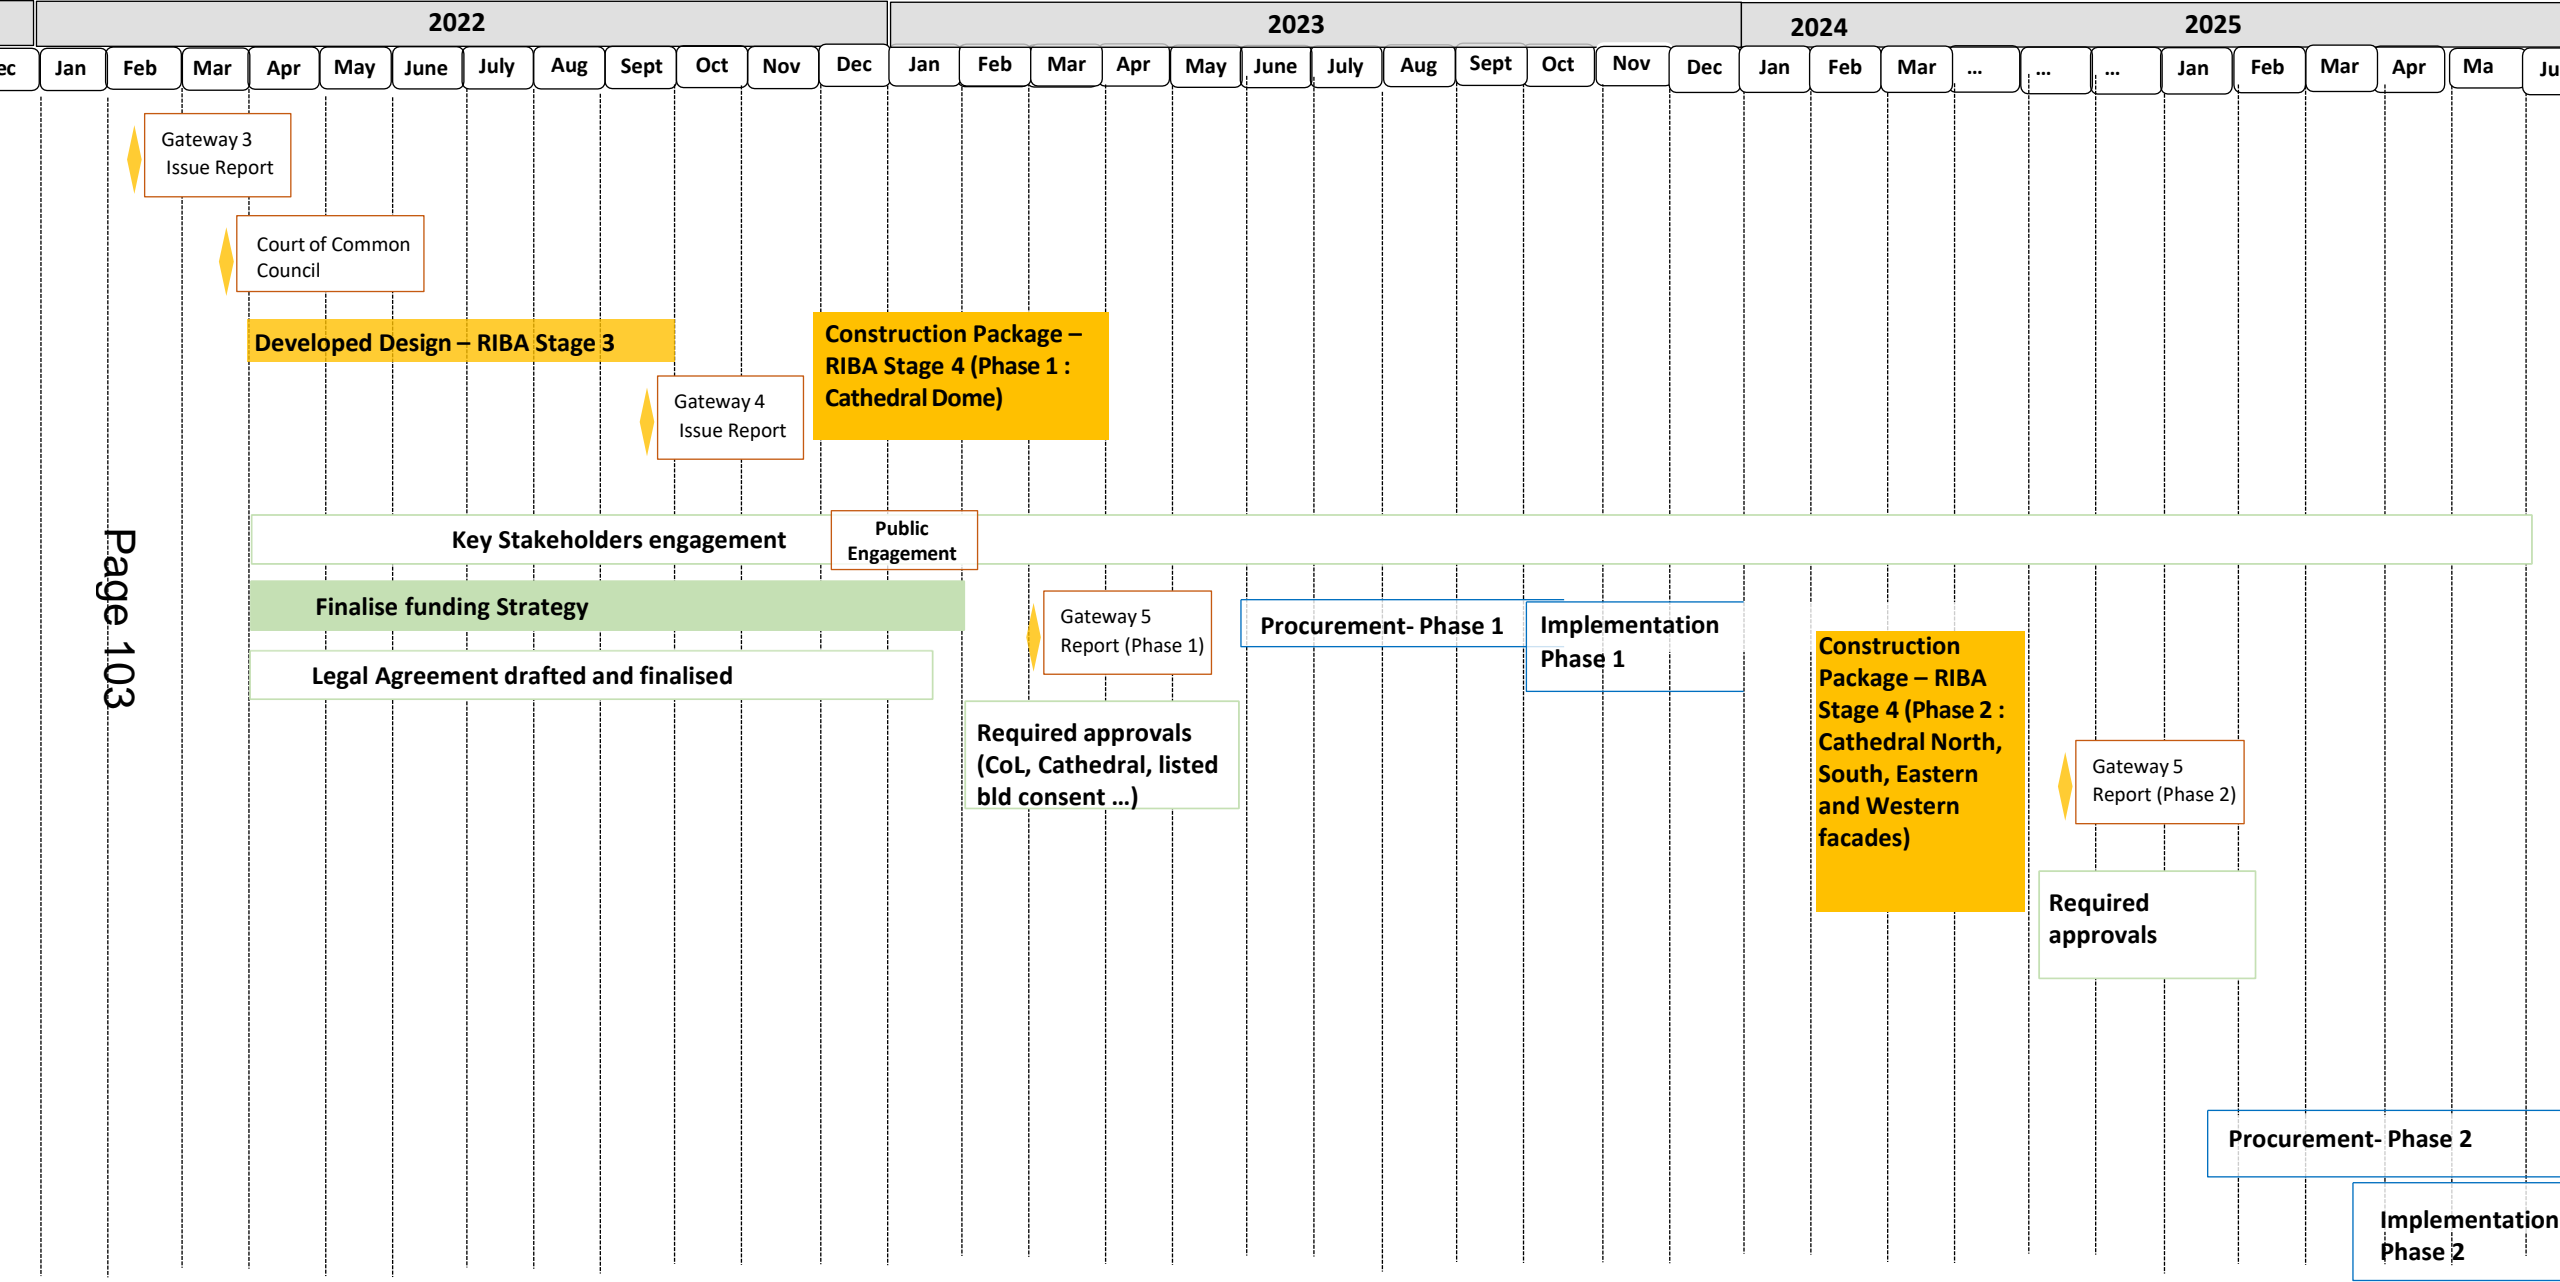 2022
2023
2024
2025
ec
Jan
Feb
Mar
Apr
May
June
July
Aug
Sept
Oct
Nov
Dec
Jan
Feb
Mar
Apr
May
June
July
Aug
Sept
Oct
Nov
Dec
Jan
Feb
Mar
...
...
...
Jan
Feb
Mar
Apr
Ma
Ju
Gateway 3
Issue Report
Court of Common
Council
Developed Design – RIBA Stage 3
Construction Package –
RIBA Stage 4 (Phase 1 :
Cathedral Dome)
Gateway 4
Issue Report
Key Stakeholders engagement
Public
Engagement
Page 103
Finalise funding Strategy
Gateway 5
Report (Phase 1)
Procurement- Phase 1
Implementation
Phase 1
Legal Agreement drafted and finalised
Required approvals
(CoL, Cathedral, listed
bld consent ...)
Construction
Package – RIBA
Stage 4 (Phase 2 :
Cathedral North,
South, Eastern
and Western
facades)
Gateway 5
Report (Phase 2)
Required
approvals
Procurement- Phase 2
Implementation
Phase 2